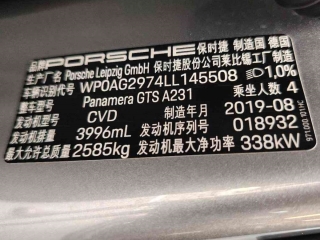 品牌 PORSCHE 保时捷 制造国 德国
生产厂名 Porsche Leipzig GmbH 保时捷股份公司莱比锡工厂制造
车辆识别代号 WP0AG2974LL145508 1,0%
车辆型号 Panamera GTS A231 乘坐人数 4
发动机型号 CVD 制造年月 2019-08
发动机排量 3996mL 发动机序列号 018932
最大允许总质量 2585kg 发动机最大净功率 338kW